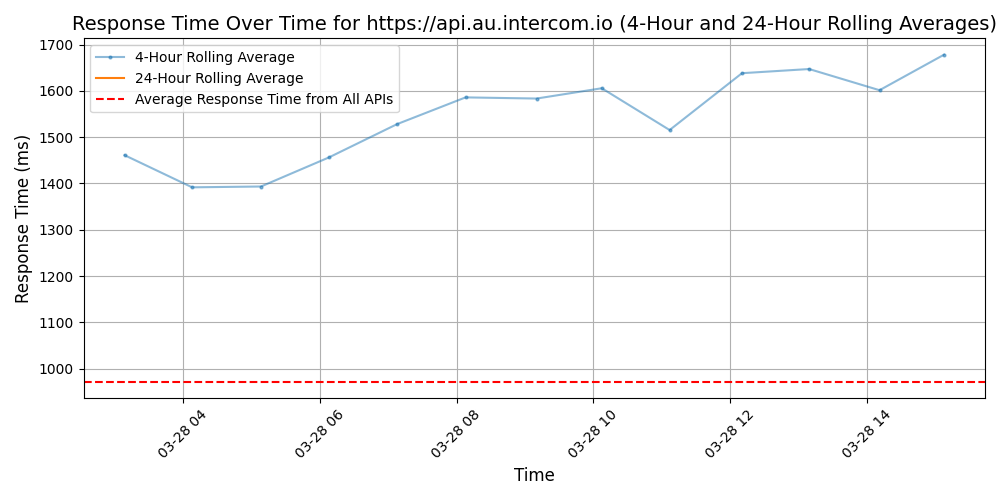 Response Time Over Time for https://api.au.intercom.io (4-Hour and 24-Hour Rolling Averages)
4-Hour Rolling Average
24-Hour Rolling Average
Average Response Time from All APIs
Response Time (ms)
1700
1600
1500
1400
1300
1200
1100
1000
03-28 04
03-28 06
03-28 08
03-28 10
03-28 12
03-28 14
Time